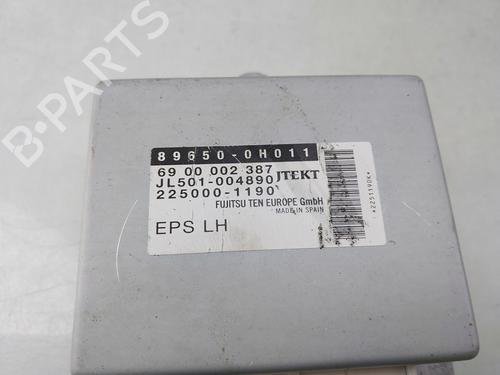 B-PARTS
89650-0H011
69 00 002 387
JL501-004890 JTEKT
225000-1190
FUJITSU TEN EUROPE GmbH
MADE IN SPAIN
EPS LH
*2251190K*